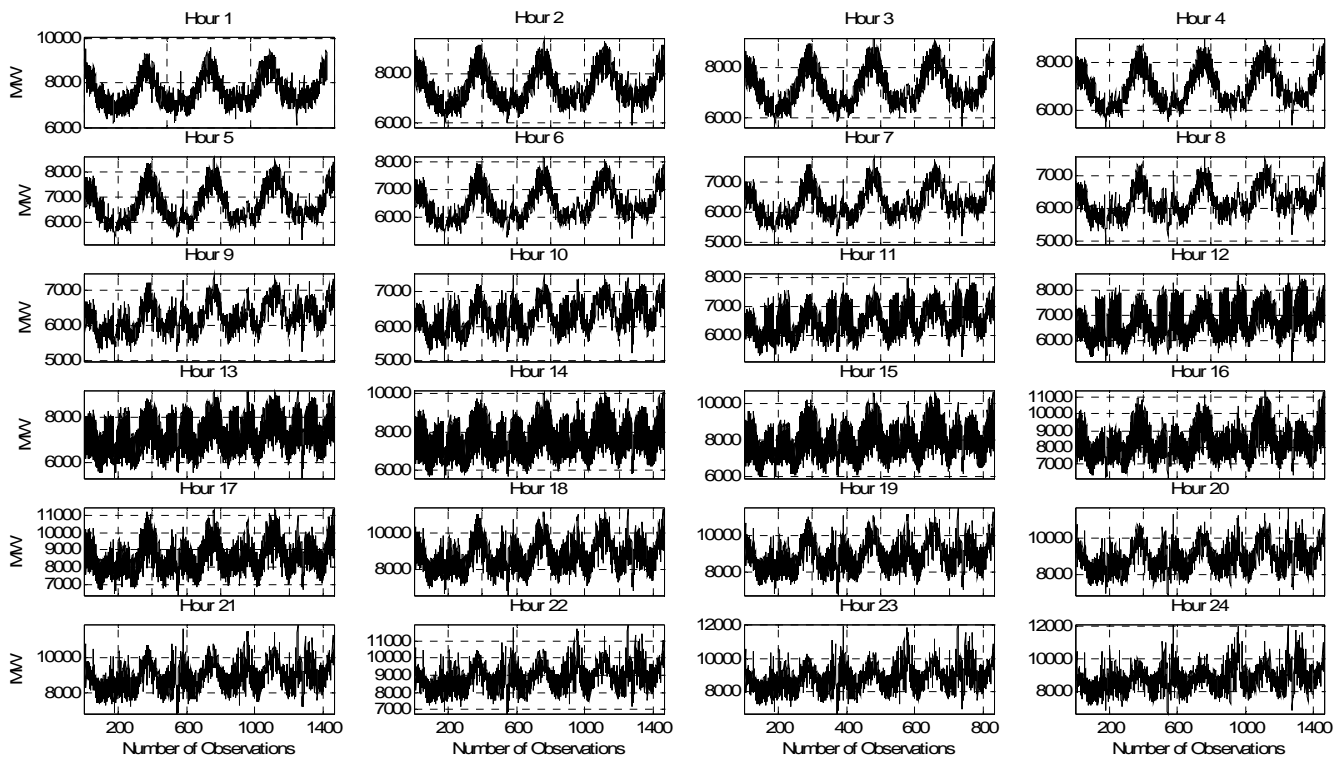 Hour 1 Hour 2 Hour 3 Hour 4
10000
8000 8000 8000 8000
MW
6000 6000 6000 6000
Hour 5 Hour 6 Hour 7 Hour 8
8000 8000
7000 7000 7000 7000
MW
6000 6000 6000 6000
5000 5000
Hour 9 Hour 10 Hour 11 Hour 12
8000 8000
7000 7000 7000 7000
MW
6000 6000 6000 6000
5000 5000
Hour 13 Hour 14 Hour 15 Hour 16
10000 10000 11000
10000
8000 8000 8000 9000
MW
8000
6000 6000 6000 7000
Hour 17 Hour 18 Hour 19 Hour 20
11000
10000 10000 10000 10000
MW
9000
8000 8000 8000 8000
7000
Hour 21 Hour 22 Hour 23 Hour 24
11000 12000 12000
10000 10000 10000 10000
MW
9000
8000 8000 8000 8000
7000
200 600 1000 1400 200 600 1000 1400 200 400 600 800 200 600 1000 1400
Number of Observations Number of Observations Number of Observations Number of Observations